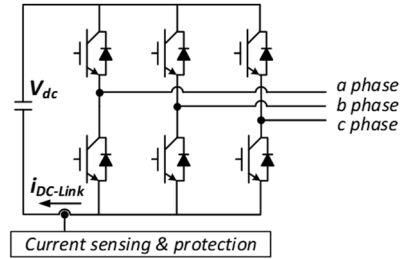 V_dc
a phase
b phase
c phase
i_DC-Link
Current sensing & protection